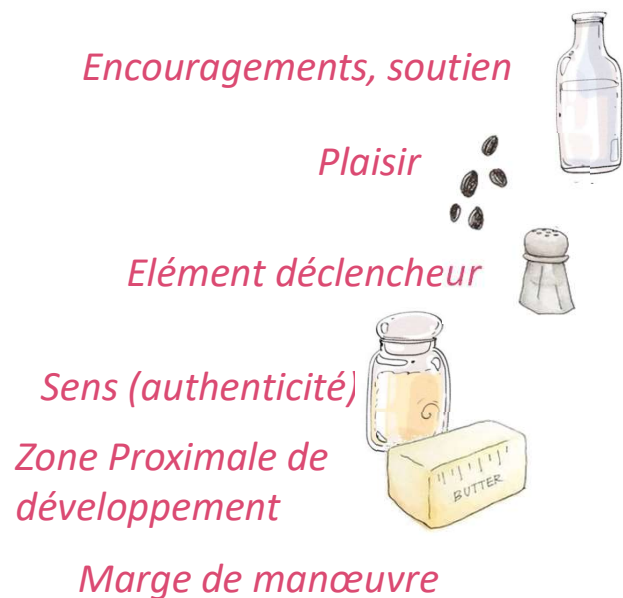 Encouragements, soutien
Plaisir
Elément déclencheur
Sens (authenticité)
Zone Proximale de
développement
BUTTER
Marge de manœuvre